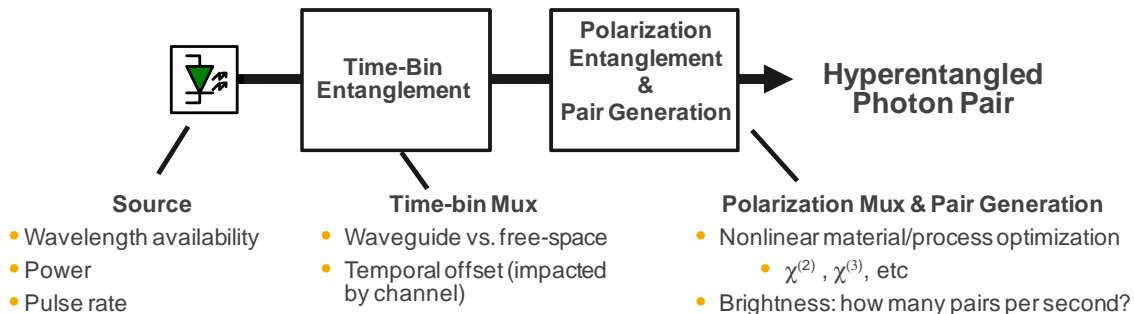 Time-Bin
Entanglement
Polarization
Entanglement
&
Pair Generation
Hyperentangled
Photon Pair
Source
• Wavelength availability
• Power
• Pulse rate
Time-bin Mux
• Waveguide vs. free-space
• Temporal offset (impacted
by channel)
Polarization Mux & Pair Generation
• Nonlinear material/process optimization
• χ⁽²⁾ , χ⁽³⁾, etc
• Brightness: how many pairs per second?